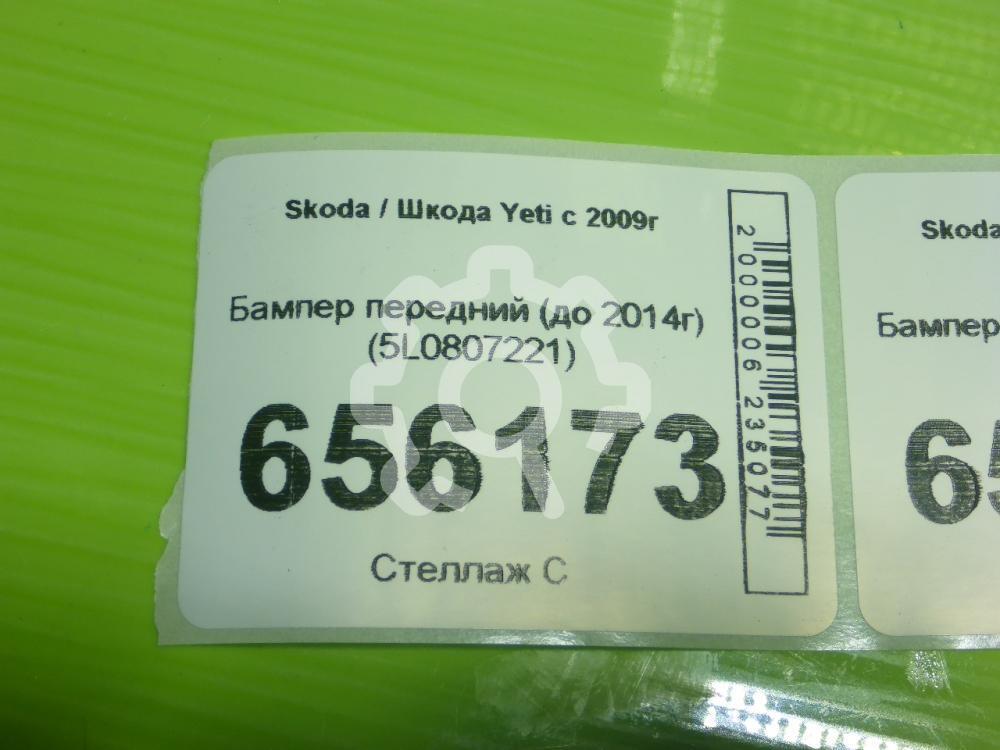 Skoda / Шкода Yeti с 2009г
Бампер передний (до 2014г)
(5L0807221)
656173
Стеллаж С
2000006235077
Skoda
Бампер
65